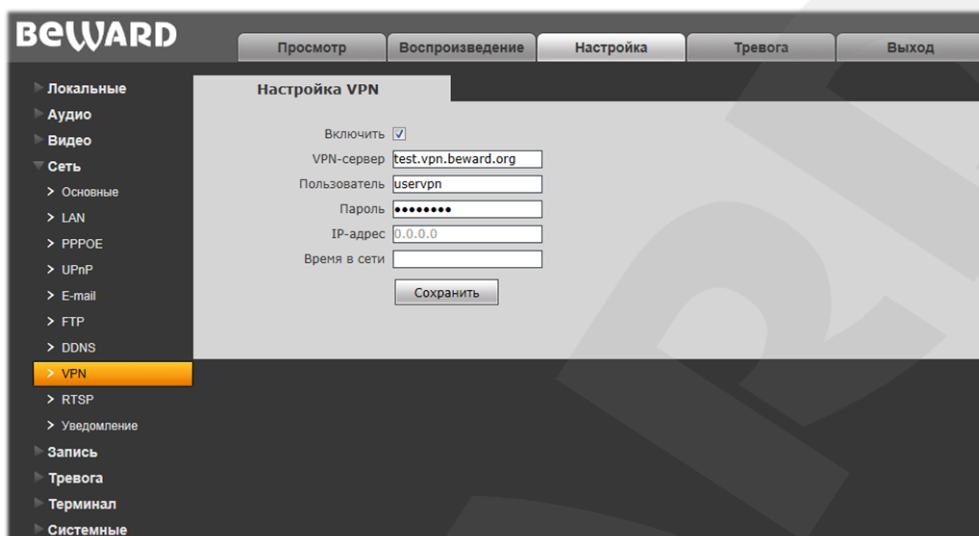 BEWARD
Просмотр
Воспроизведение
Настройка
Тревога
Выход
Локальные
Аудио
Видео
Сеть
Основные
LAN
PPPOE
UPnP
E-mail
FTP
DDNS
VPN
RTSP
Уведомление
Запись
Тревога
Терминал
Системные
Настройка VPN
Включить
VPN-сервер test.vpn.beward.org
Пользователь uservpn
Пароль ••••••••
IP-адрес 0.0.0.0
Время в сети
Сохранить